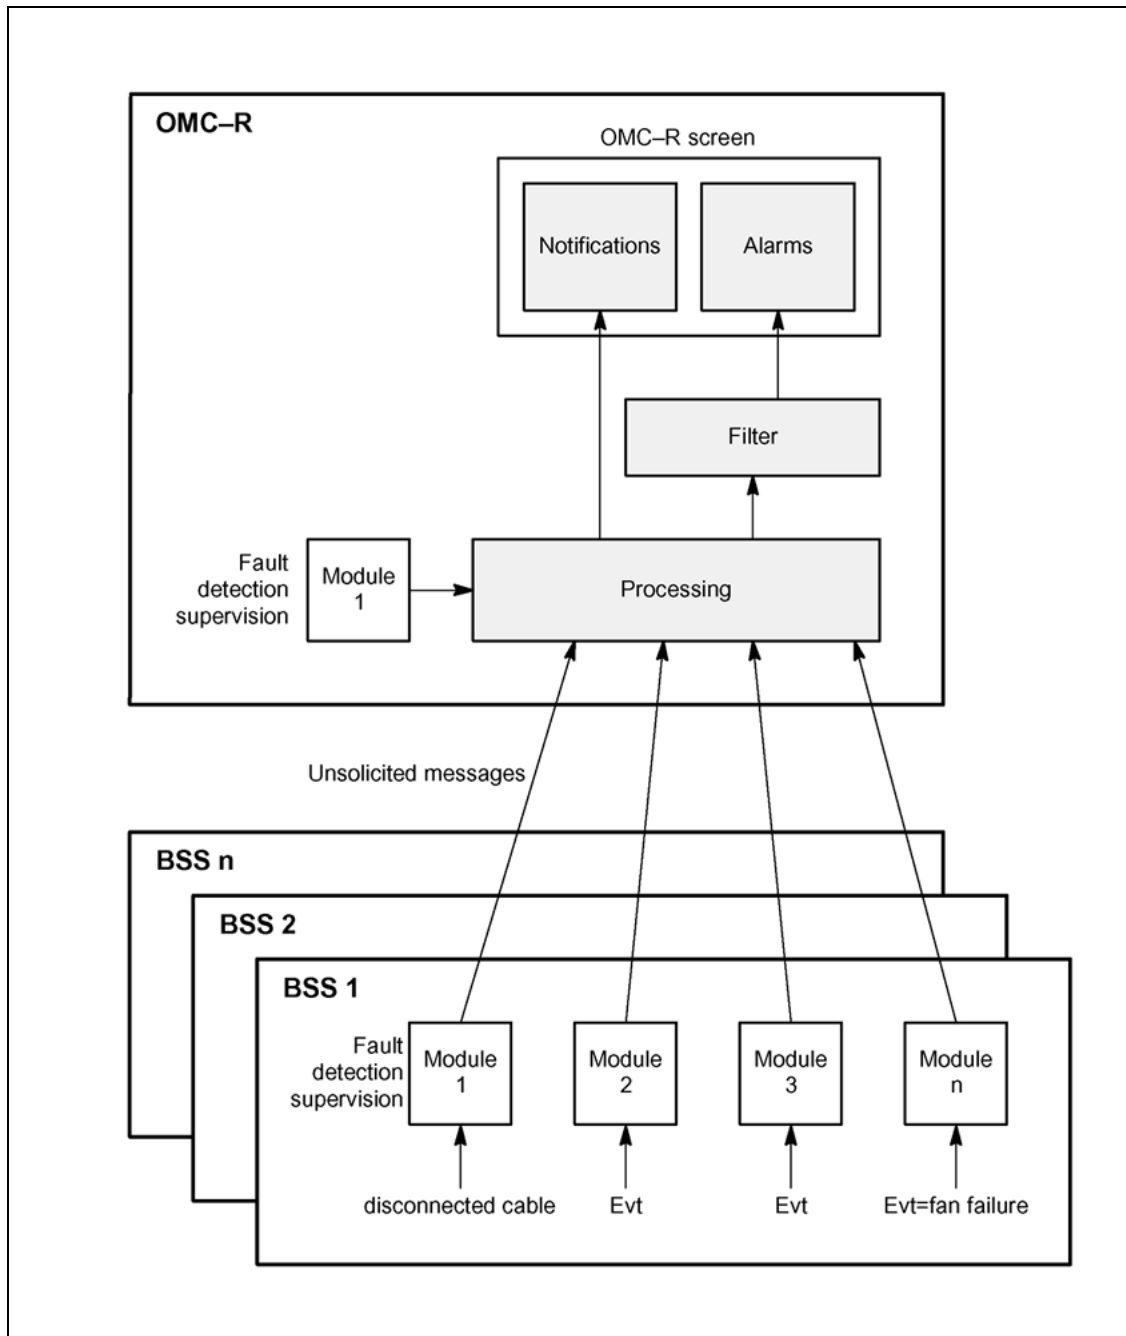 OMC–R
OMC–R screen
Notifications
Alarms
Filter
Fault
detection
supervision
Module
1
Processing
Unsolicited messages
BSS n
BSS 2
BSS 1
Fault
detection
supervision
Module
1
Module
2
Module
3
Module
n
disconnected cable
Evt
Evt
Evt=fan failure